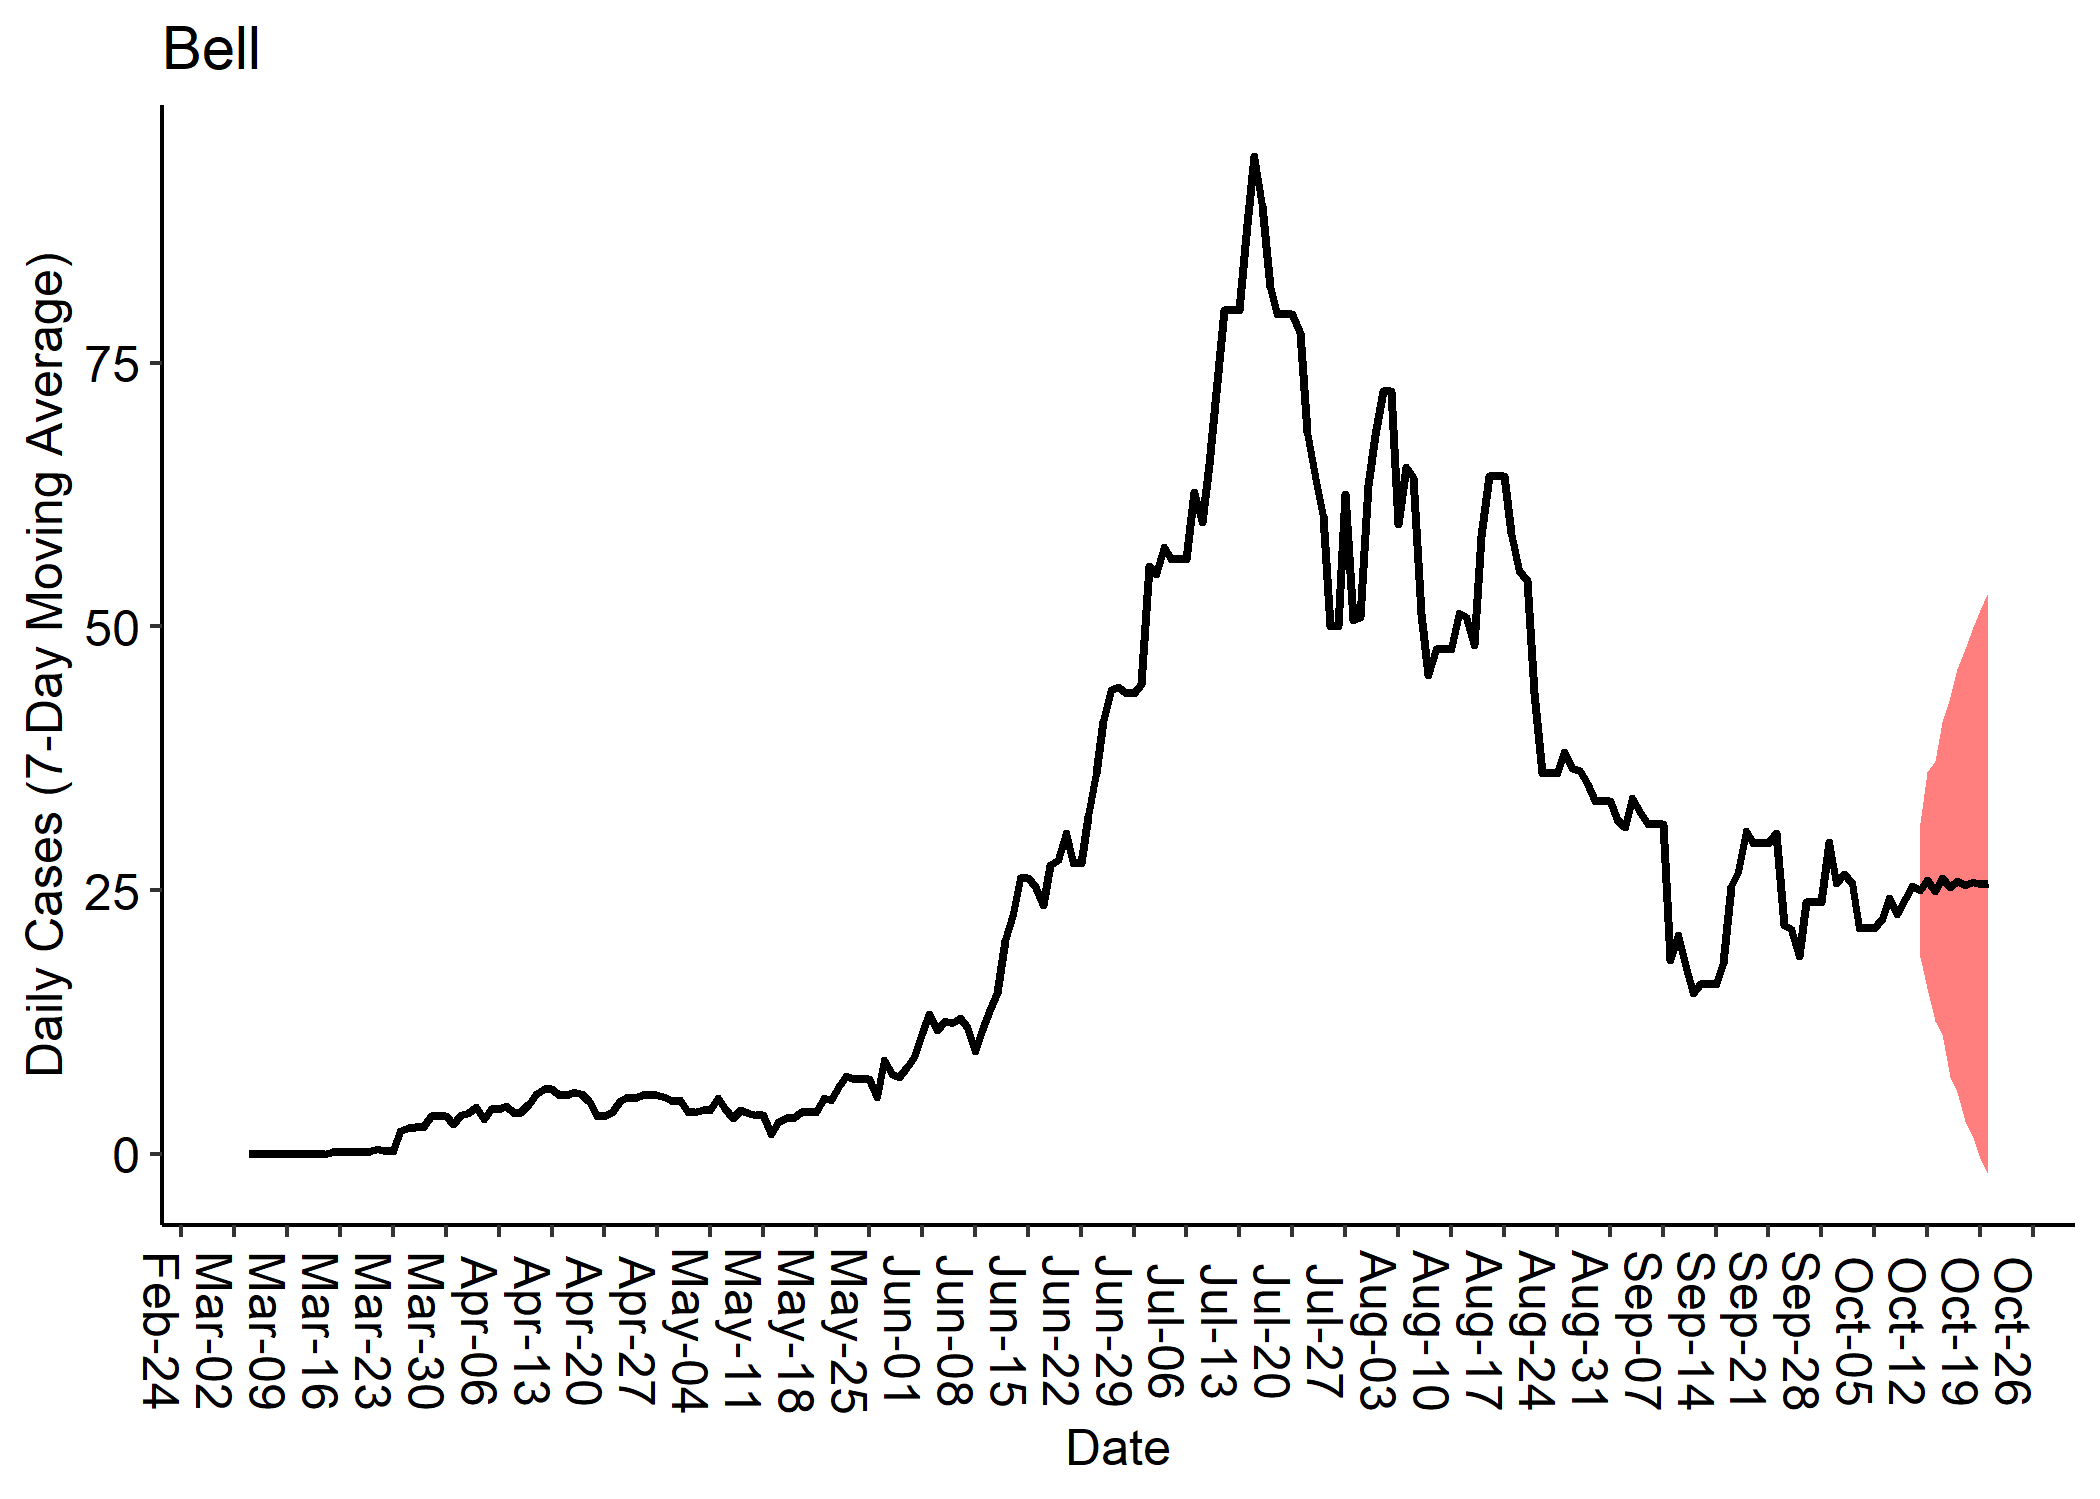 Bell
Daily Cases (7-Day Moving Average)
75
50
25
0
Feb-24
Mar-02
Mar-09
Mar-16
Mar-23
Mar-30
Apr-06
Apr-13
Apr-20
Apr-27
May-04
May-11
May-18
May-25
Jun-01
Jun-08
Jun-15
Jun-22
Jun-29
Jul-06
Jul-13
Jul-20
Jul-27
Aug-03
Aug-10
Aug-17
Aug-24
Aug-31
Sep-07
Sep-14
Sep-21
Sep-28
Oct-05
Oct-12
Oct-19
Oct-26
Date